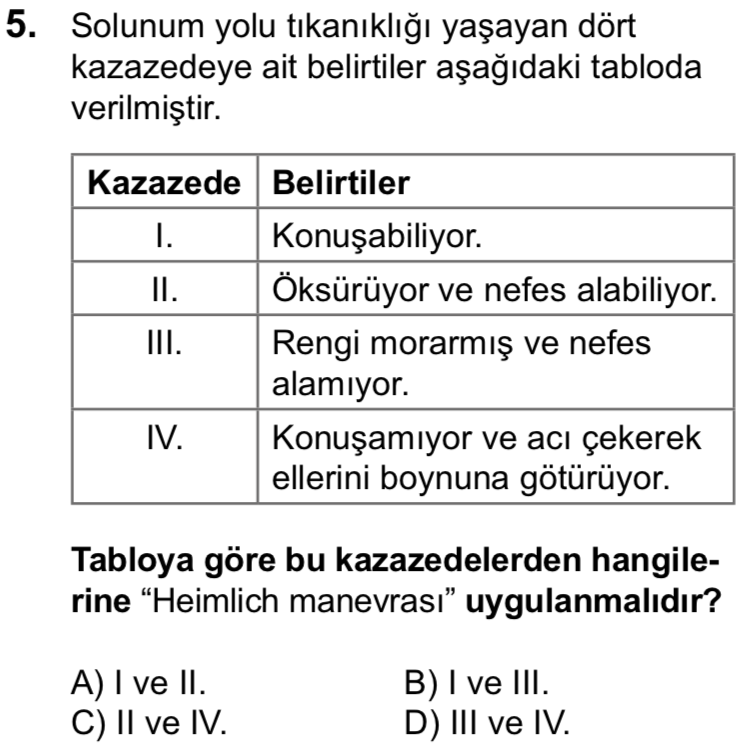 5. Solunum yolu tıkanıklığı yaşayan dört
kazazedeye ait belirtiler aşağıdaki tabloda
verilmiştir.
Kazazede Belirtiler
I. Konuşabiliyor.
II. Öksürüyor ve nefes alabiliyor.
III. Rengi morarmış ve nefes
alamıyor.
IV. Konuşamıyor ve acı çekerek
ellerini boynuna götürüyor.
Tabloya göre bu kazazedelerden hangile-
rine “Heimlich manevrası” uygulanmalıdır?
A) I ve II. B) I ve III.
C) II ve IV. D) III ve IV.